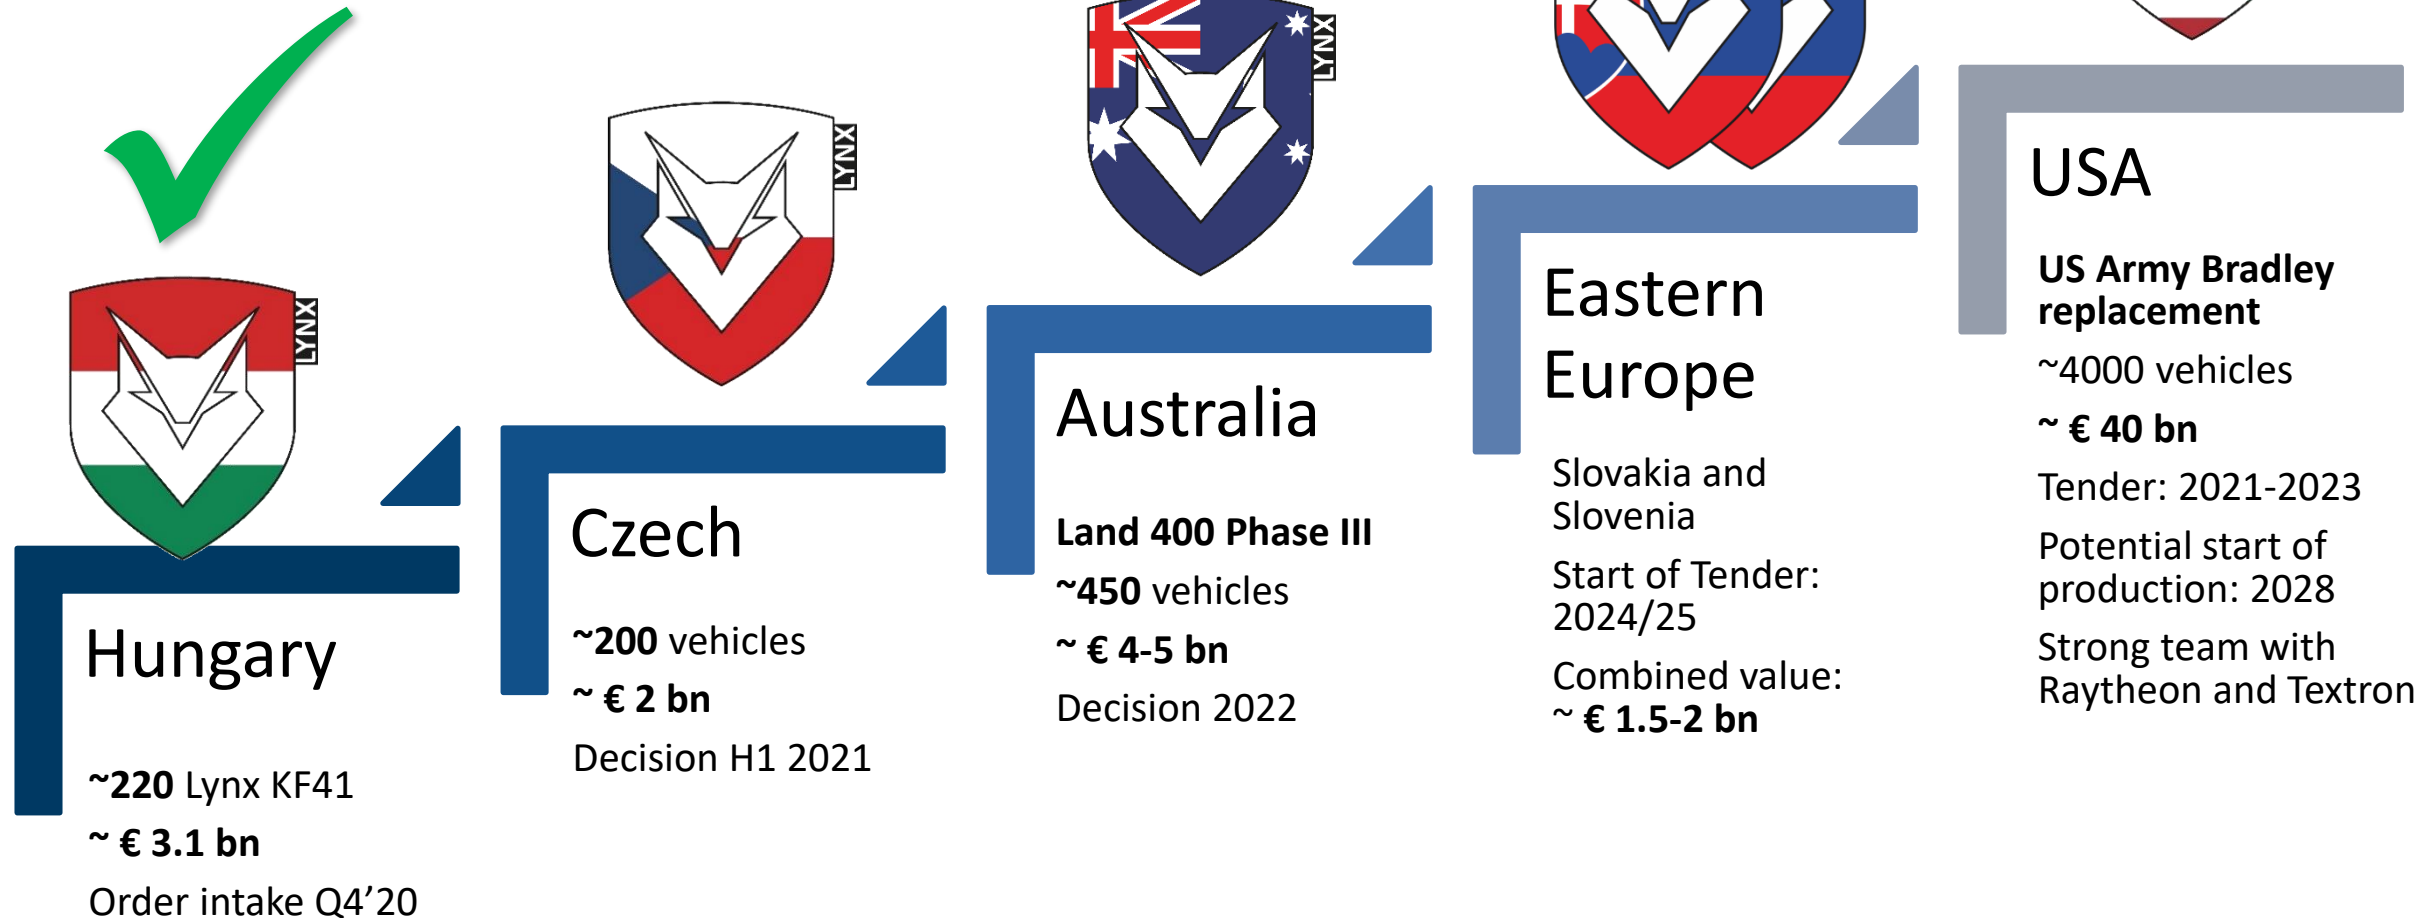 LYNX
Hungary
~220 Lynx KF41
~ € 3.1 bn
Order intake Q4’20
LYNX
Czech
~200 vehicles
~ € 2 bn
Decision H1 2021
LYNX
Australia
Land 400 Phase III
~450 vehicles
~ € 4-5 bn
Decision 2022
Eastern
Europe
Slovakia and
Slovenia
Start of Tender:
2024/25
Combined value:
~ € 1.5-2 bn
USA
US Army Bradley
replacement
~4000 vehicles
~ € 40 bn
Tender: 2021-2023
Potential start of
production: 2028
Strong team with
Raytheon and Textron